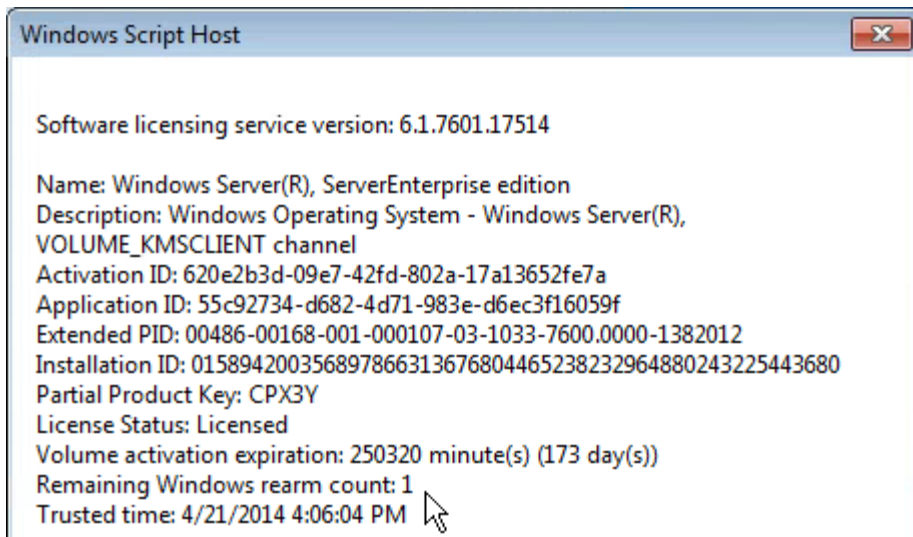 Windows Script Host
Software licensing service version: 6.1.7601.17514
Name: Windows Server(R), ServerEnterprise edition
Description: Windows Operating System - Windows Server(R),
VOLUME_KMSCLIENT channel
Activation ID: 620e2b3d-09e7-42fd-802a-17a13652fe7a
Application ID: 55c92734-d682-4d71-983e-d6ec3f16059f
Extended PID: 00486-00168-001-000107-03-1033-7600.0000-1382012
Installation ID: 015894200356897866313676804465238232964880243225443680
Partial Product Key: CPX3Y
License Status: Licensed
Volume activation expiration: 250320 minute(s) (173 day(s))
Remaining Windows rearm count: 1
Trusted time: 4/21/2014 4:06:04 PM